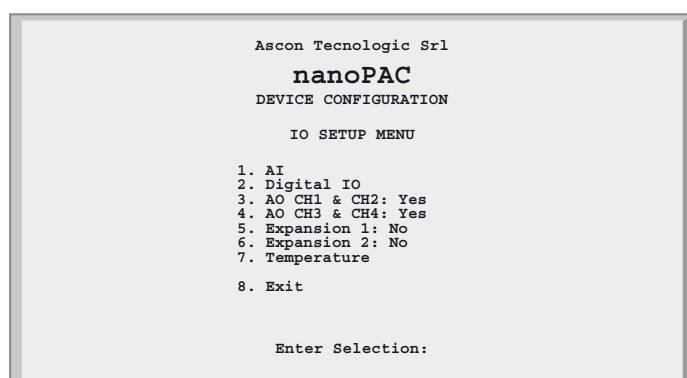 Ascon Tecnologic Srl
nanoPAC
DEVICE CONFIGURATION
IO SETUP MENU
1. AI
2. Digital IO
3. AO CH1 & CH2: Yes
4. AO CH3 & CH4: Yes
5. Expansion 1: No
6. Expansion 2: No
7. Temperature
8. Exit
Enter Selection: